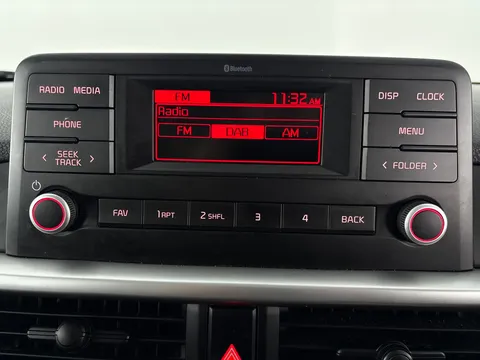 Bluetooth
RADIO MEDIA
PHONE
SEEK
TRACK
FM 11:32 AM
Radio
FM DAB AM
DISP CLOCK
MENU
FOLDER
FAV 1 RPT 2 SHFL 3 4 BACK